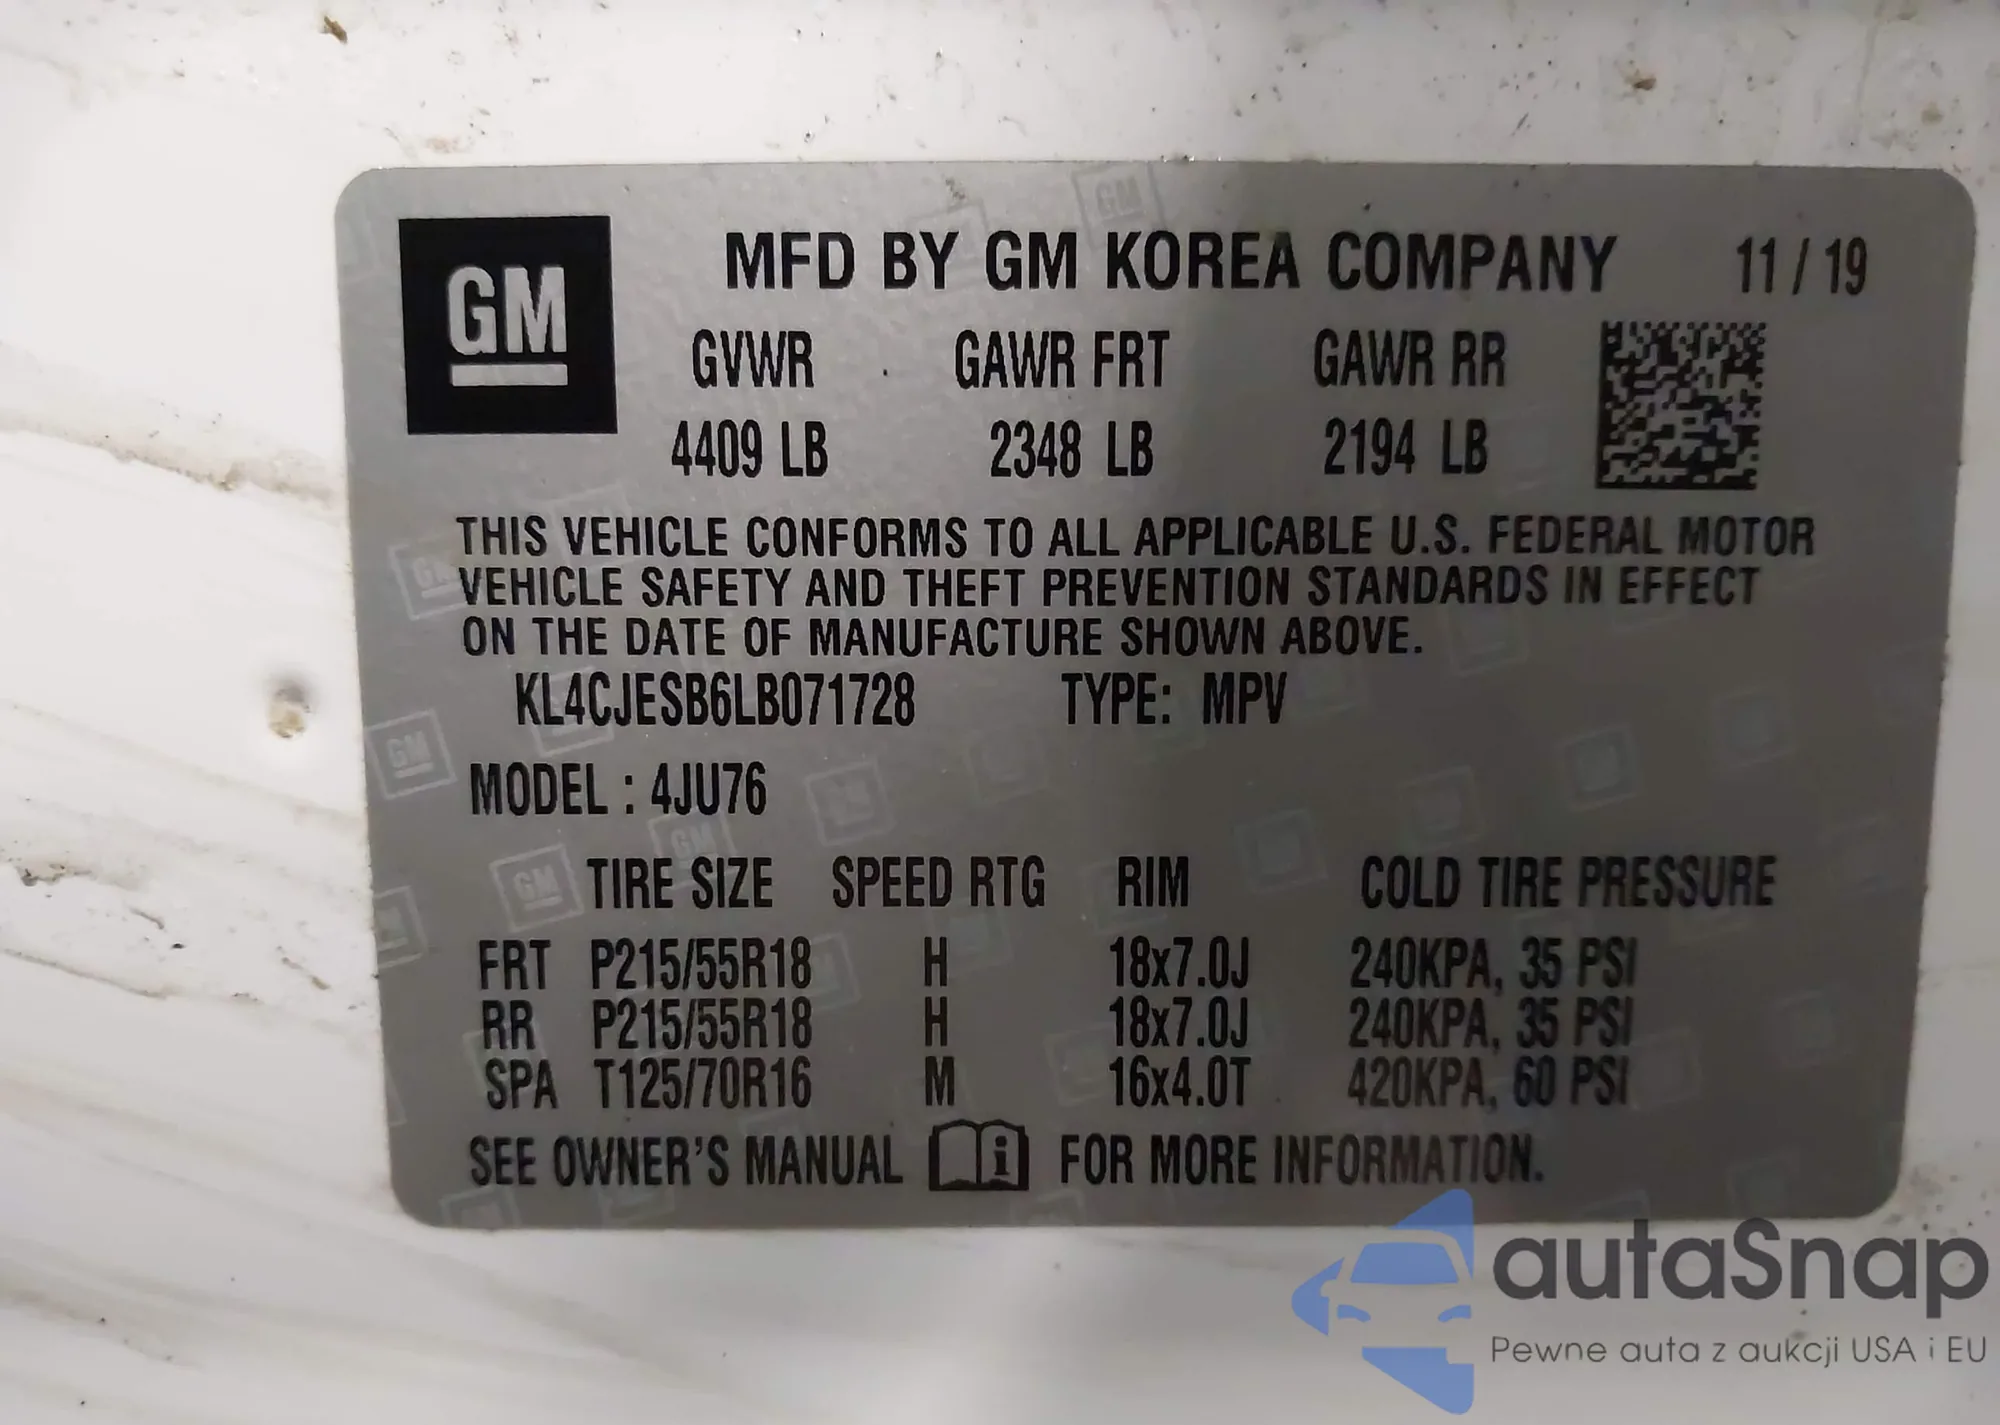 GM
MFD BY GM KOREA COMPANY 11 / 19
GVWR GAWR FRT GAWR RR
4409 LB 2348 LB 2194 LB
THIS VEHICLE CONFORMS TO ALL APPLICABLE U.S. FEDERAL MOTOR
VEHICLE SAFETY AND THEFT PREVENTION STANDARDS IN EFFECT
ON THE DATE OF MANUFACTURE SHOWN ABOVE.
KL4CJESB6LB071728 TYPE: MPV
MODEL : 4JU76
TIRE SIZE SPEED RTG RIM COLD TIRE PRESSURE
FRT P215/55R18 H 18x7.0J 240KPA, 35 PSI
RR P215/55R18 H 18x7.0J 240KPA, 35 PSI
SPA T125/70R16 M 16x4.0T 420KPA, 60 PSI
SEE OWNER'S MANUAL i FOR MORE INFORMATION.
autaSnap
Pewne auta z aukcji USA i EU